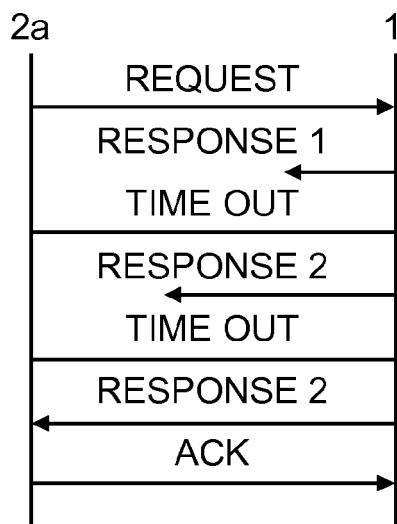 2a 1
REQUEST
RESPONSE 1
TIME OUT
RESPONSE 2
TIME OUT
RESPONSE 2
ACK